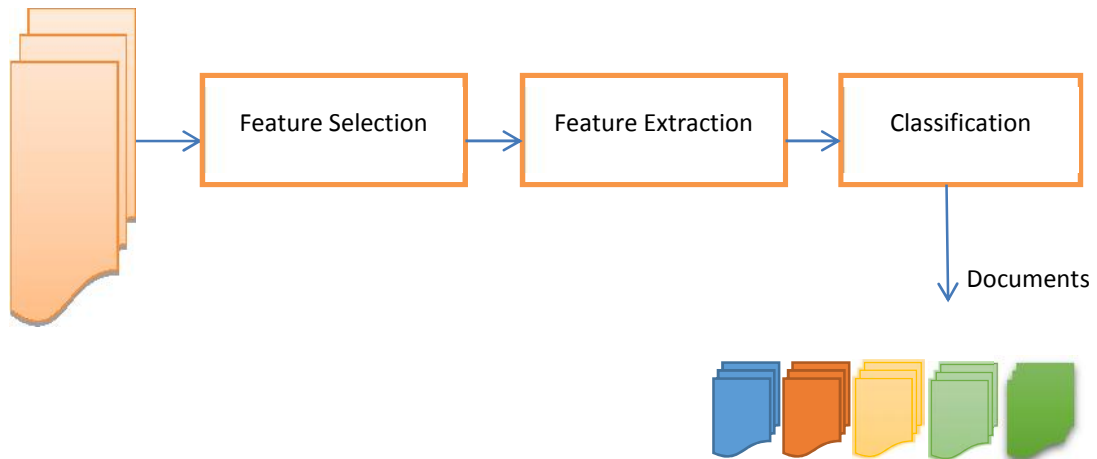 Feature Selection
Feature Extraction
Classification
Documents